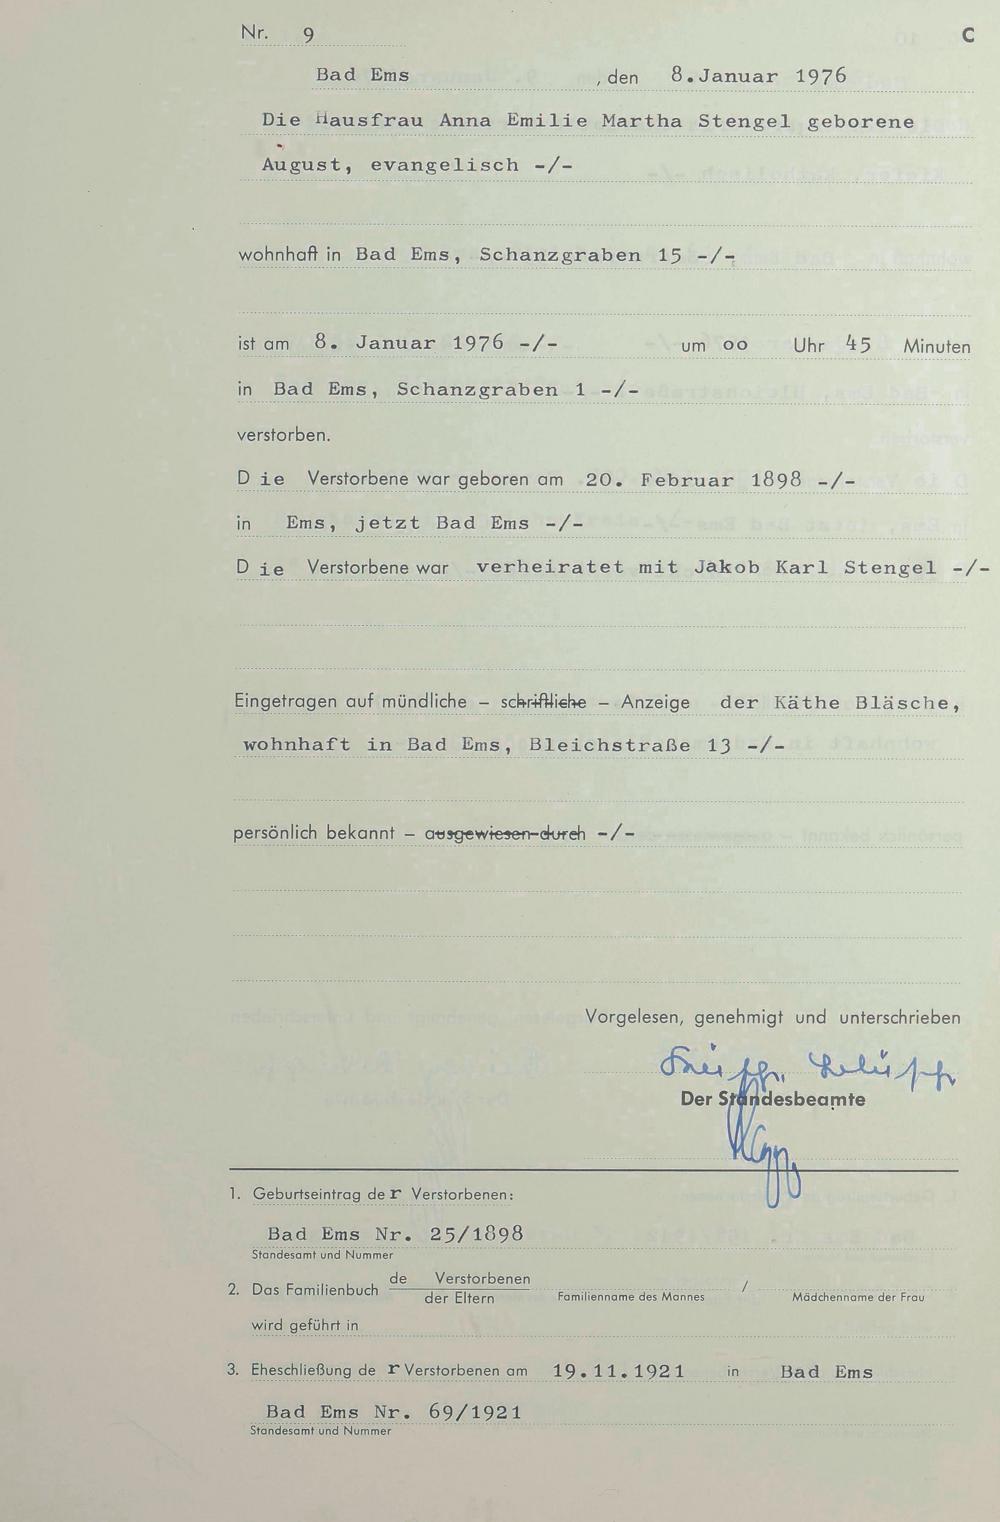 Nr. 9 C
Bad Ems , den 8. Januar 1976
Die Hausfrau Anna Emilie Martha Stengel geborene
August, evangelisch -/-
wohnhaft in Bad Ems, Schanzgraben 15 -/-
ist am 8. Januar 1976 -/- um oo Uhr 45 Minuten
in Bad Ems, Schanzgraben 1 -/-
verstorben.
D ie Verstorbene war geboren am 20. Februar 1898 -/-
in Ems, jetzt Bad Ems -/-
D ie Verstorbene war verheiratet mit Jakob Karl Stengel -/-
Eingetragen auf mündliche – schriftliche – Anzeige der Käthe Bläsche,
wohnhaft in Bad Ems, Bleichstraße 13 -/-
persönlich bekannt – ausgewiesen durch -/-
Vorgelesen, genehmigt und unterschrieben
Der Standesbeamte
1. Geburtseintrag de r Verstorbenen:
Bad Ems Nr. 25/1898
Standesamt und Nummer
2. Das Familienbuch de Verstorbenen
der Eltern Familienname des Mannes / Mädchenname der Frau
wird geführt in
3. Eheschließung de r Verstorbenen am 19.11.1921 in Bad Ems
Bad Ems Nr. 69/1921
Standesamt und Nummer